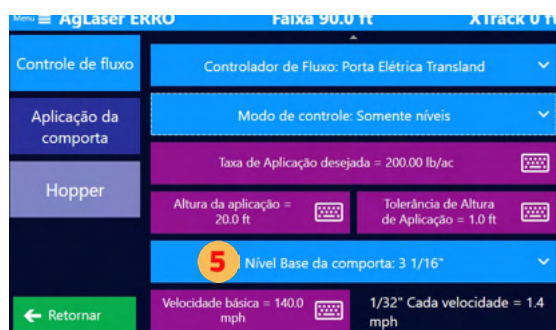 Menu ☰ AgLaser ERRO Faixa 90.0 ft XTrack 0 ft
Controle de fluxo
Controlador de Fluxo: Porta Elétrica Transland
Aplicação da
comporta
Modo de controle: Somente níveis
Taxa de Aplicação desejada = 200.00 lb/ac
Hopper
Altura da aplicação =
20.0 ft
Tolerância de Altura
de Aplicação = 1.0 ft
5 Nível Base da comporta: 3 1/16"
Retornar
Velocidade básica = 140.0
mph
1/32" Cada velocidade = 1.4
mph